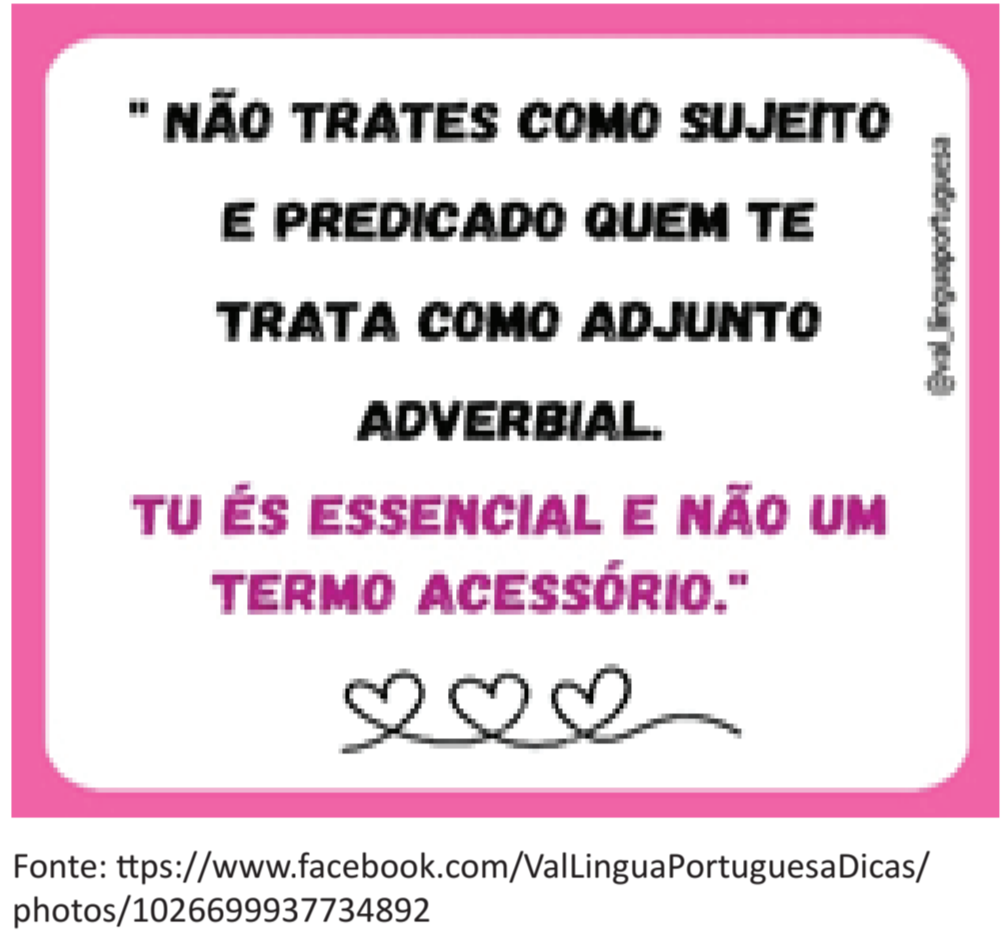 " NÃO TRATES COMO SUJEITO
E PREDICADO QUEM TE
TRATA COMO ADJUNTO
ADVERBIAL.
TU ÉS ESSENCIAL E NÃO UM
TERMO ACESSÓRIO."
@val_linguaportuguesa
Fonte: ttps://www.facebook.com/ValLinguaPortuguesaDicas/
photos/1026699937734892